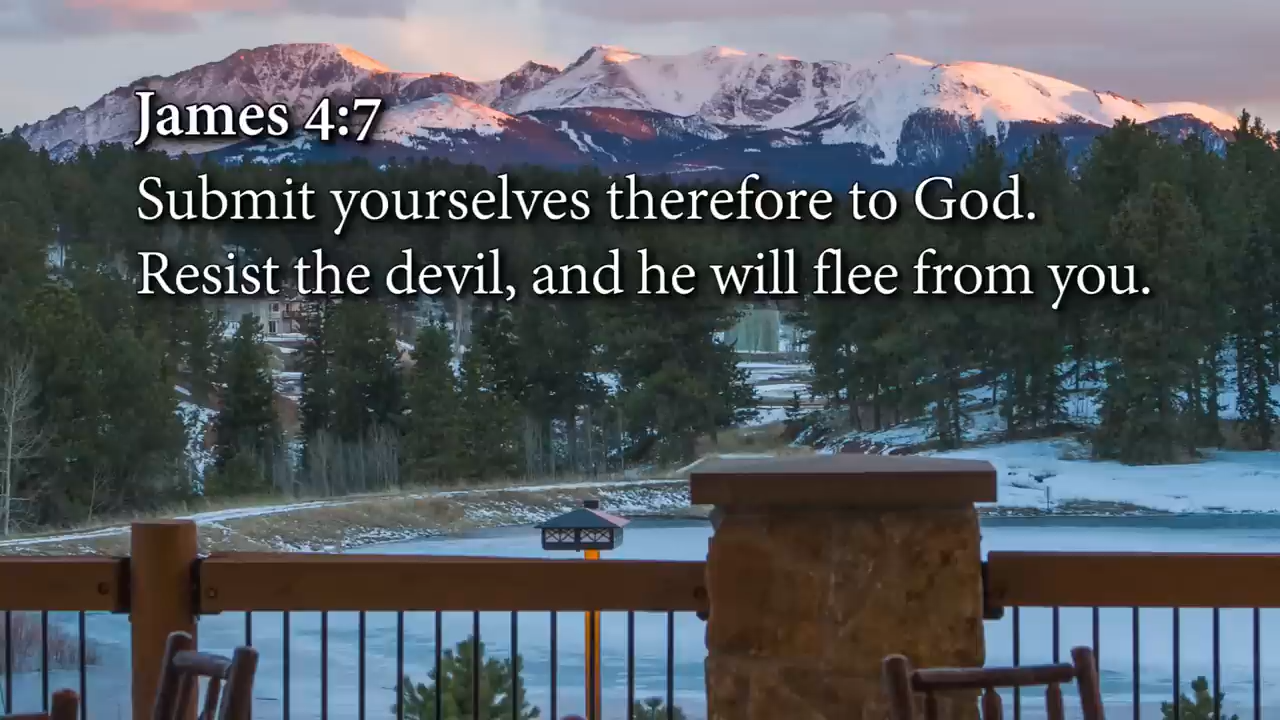 James 4:7
Submit yourselves therefore to God.
Resist the devil, and he will flee from you.